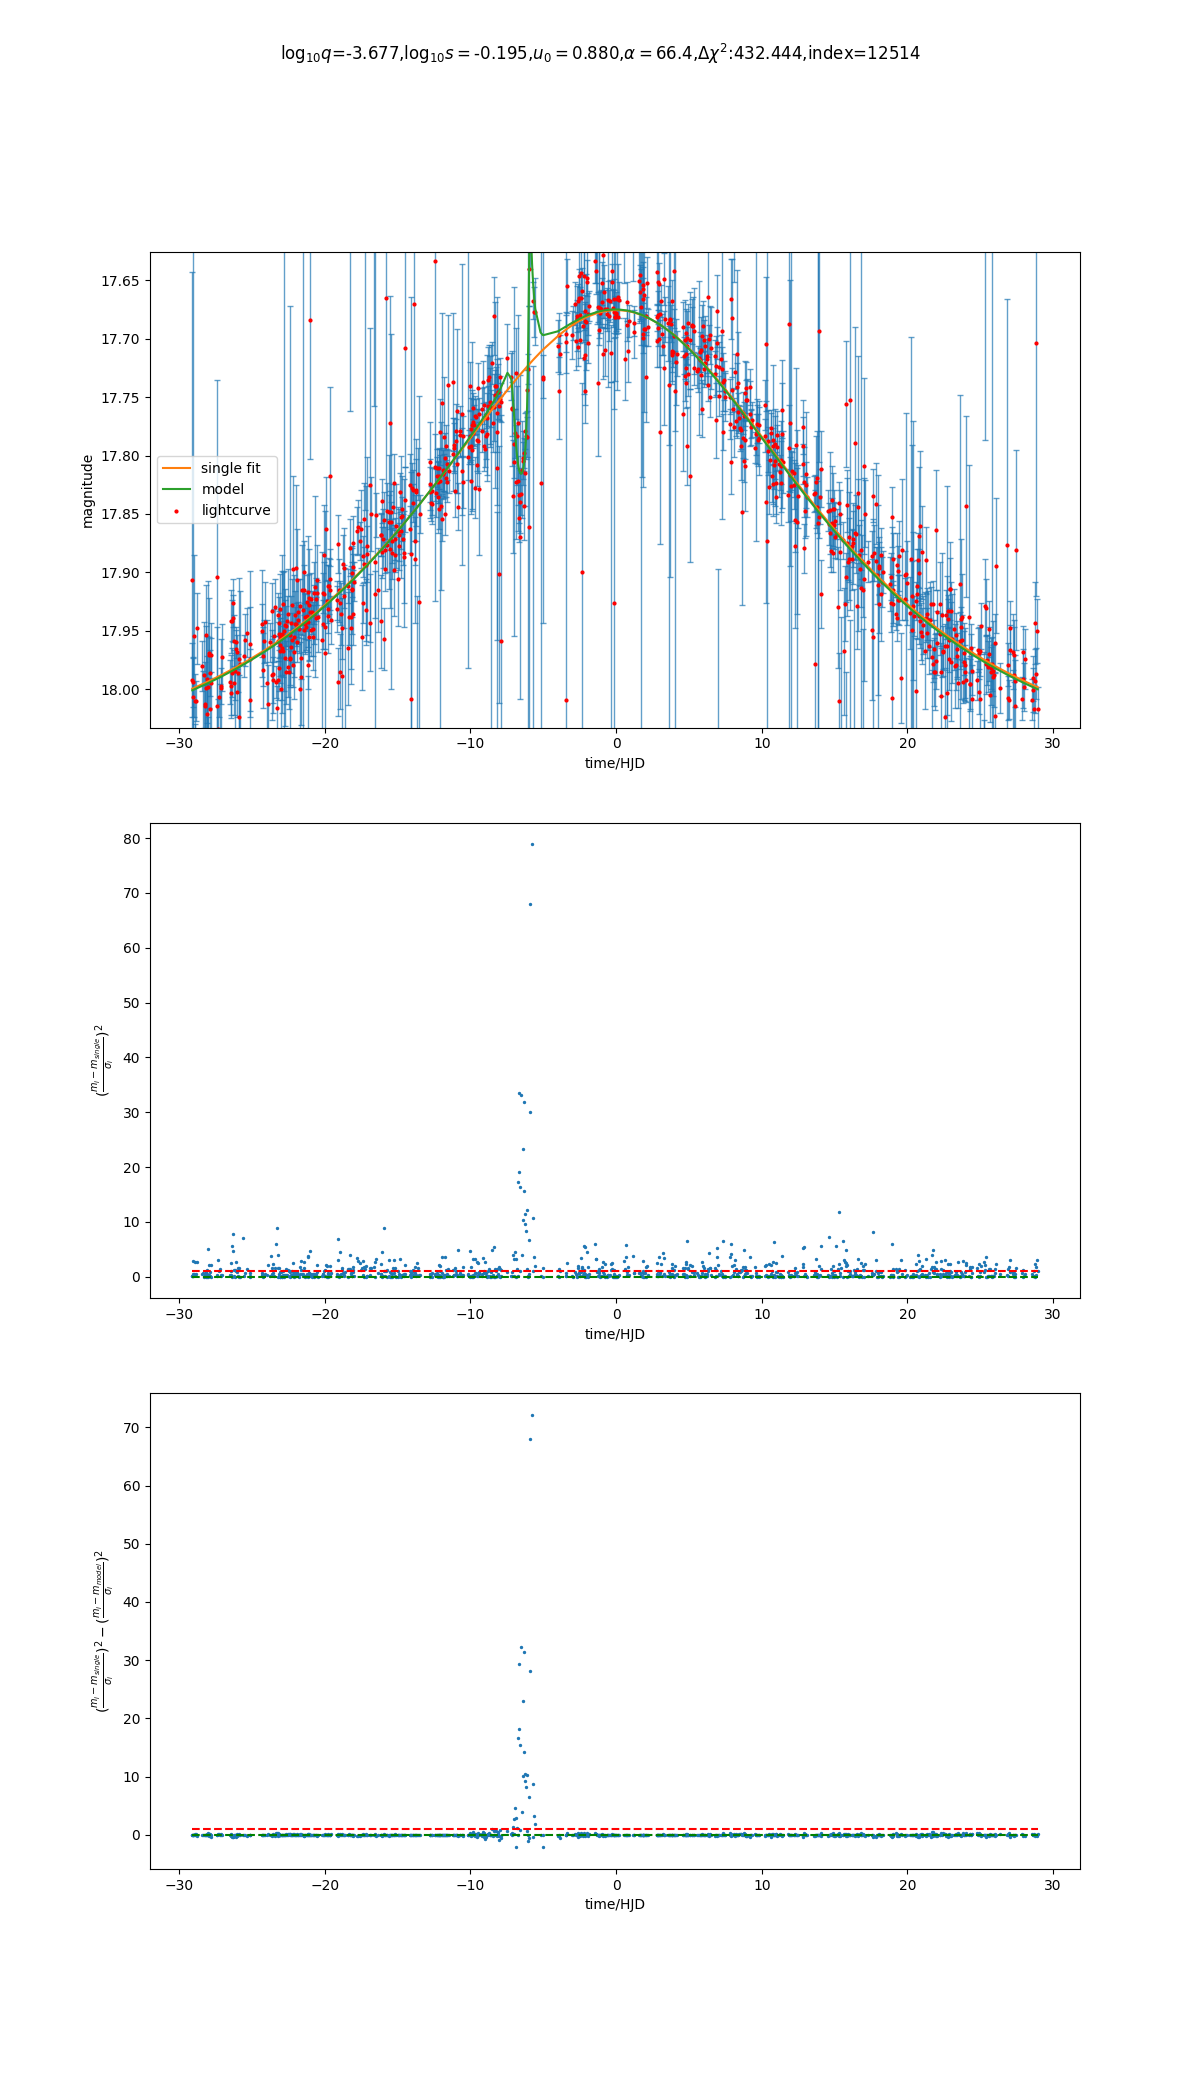 log₁₀q=-3.677,log₁₀s = -0.195,u₀ = 0.880,α = 66.4,Δχ²:432.444,index=12514
17.65
17.70
17.75
17.80
17.85
17.90
17.95
18.00
magnitude
single fit
model
lightcurve
−30 −20 −10 0 10 20 30
time/HJD
80
70
60
50
40
30
20
10
0
((mᵢ − m_single)/σᵢ)²
−30 −20 −10 0 10 20 30
time/HJD
70
60
50
40
30
20
10
0
((mᵢ − m_single)/σᵢ)² − ((mᵢ − m_model)/σᵢ)²
−30 −20 −10 0 10 20 30
time/HJD